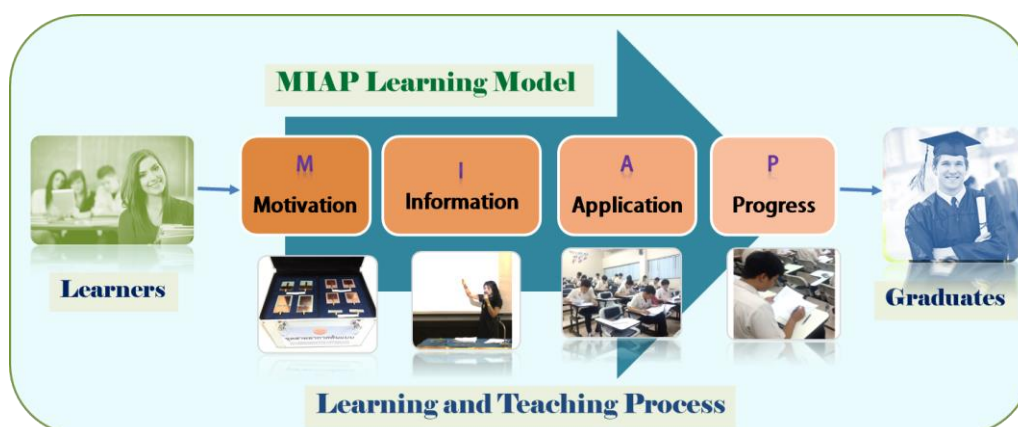 MIAP Learning Model
M
Motivation
I
Information
A
Application
P
Progress
Learners
Graduates
Learning and Teaching Process